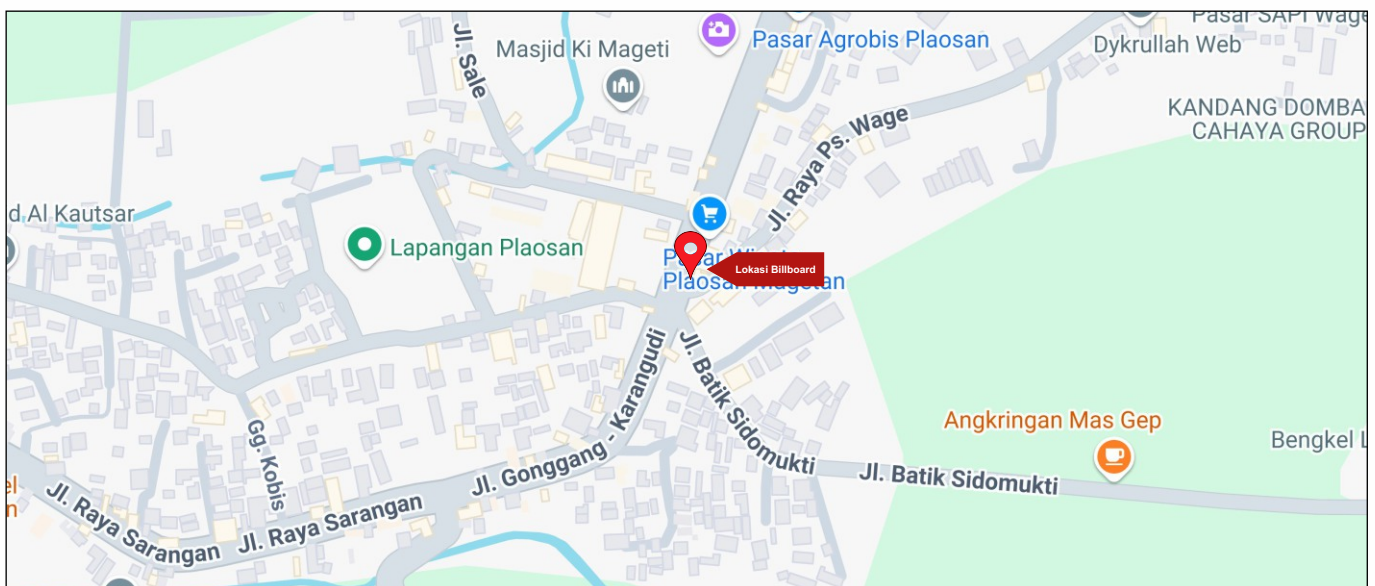 Pasar SAPI Wage
Jl. Sale
Masjid Ki Mageti
Pasar Agrobis Plaosan
Dykrullah Web
KANDANG DOMBA
CAHAYA GROUP
Jl. Raya Ps. Wage
d Al Kautsar
Lapangan Plaosan
Lokasi Billboard
Plaosan Magetan
Jl. Gonggang - Karangudi
Jl. Batik Sidomukti
Angkringan Mas Gep
Bengkel L
Gg. Kobis
Jl. Batik Sidomukti
el
n
Jl. Raya Sarangan
Jl. Raya Sarangan